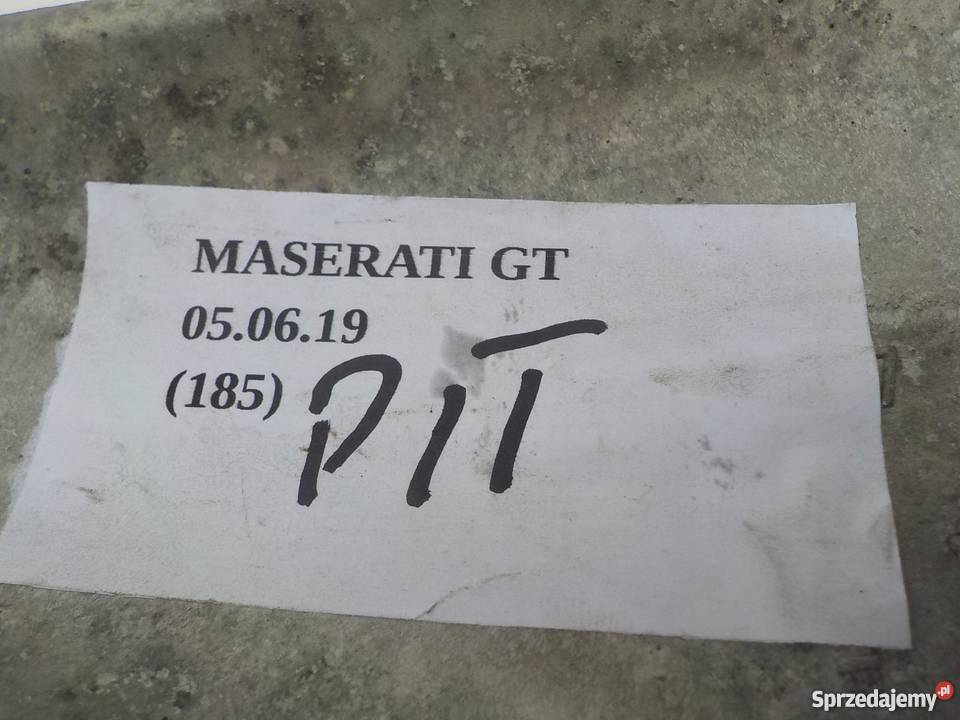 MASERATI GT
05.06.19
(185)
PIT
Sprzedajemy.pl